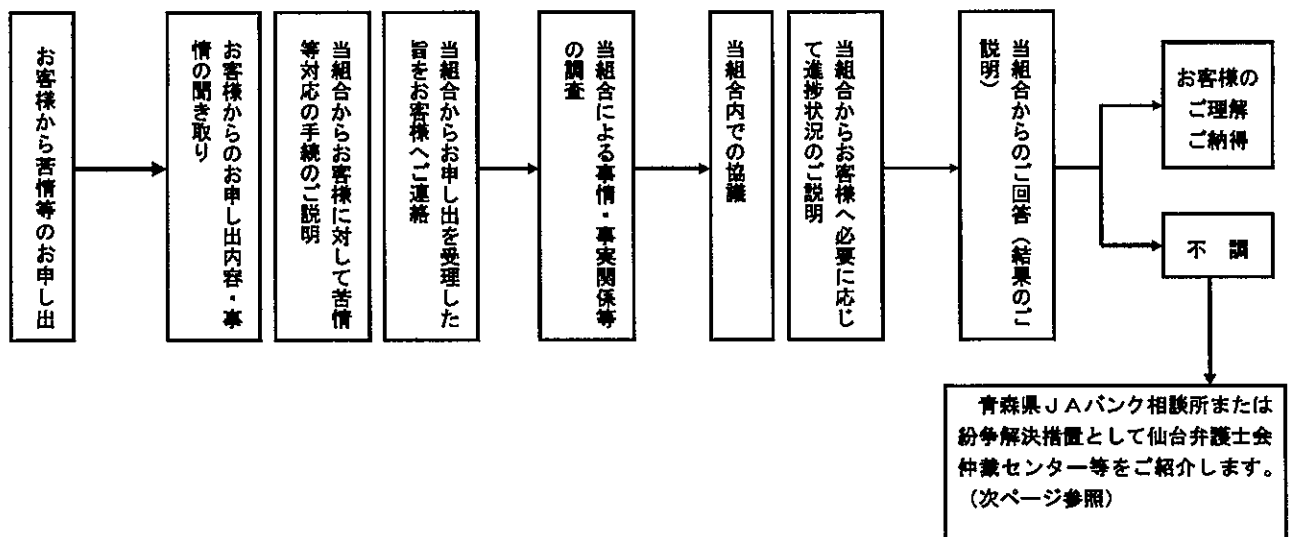 お客様から苦情等のお申し出
お客様からのお申し出内容・事
情の聞き取り
当組合からお客様に対して苦情
等対応の手続のご説明
当組合からお申し出を受理した
旨をお客様へご連絡
当組合による事情・事実関係等
の調査
当組合内での協議
当組合からお客様へ必要に応じ
て進捗状況のご説明
当組合からのご回答（結果のご
説明）
お客様の
ご理解
ご納得
不　調
青森県ＪＡバンク相談所または
紛争解決措置として仙台弁護士会
仲裁センター等をご紹介します。
（次ページ参照）